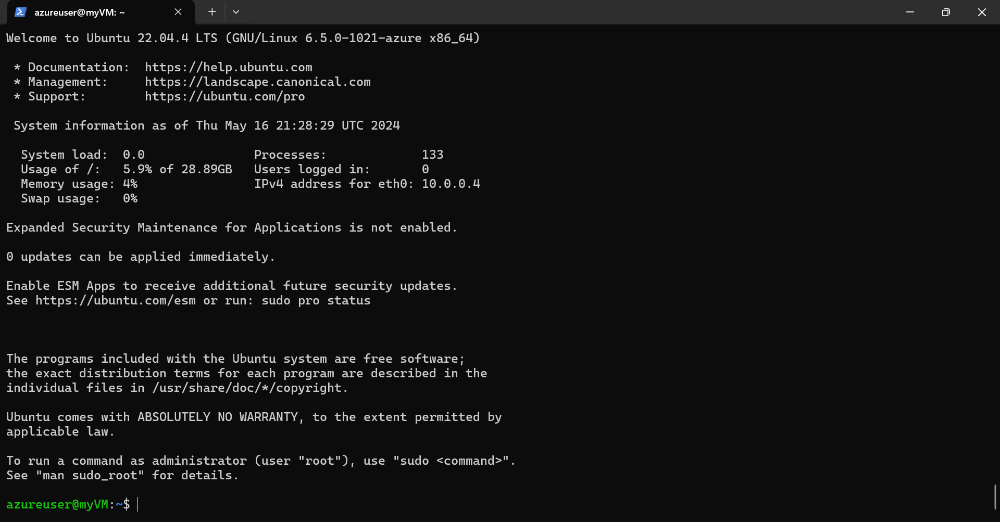 azureuser@myVM: ~
Welcome to Ubuntu 22.04.4 LTS (GNU/Linux 6.5.0-1021-azure x86_64)
* Documentation:  https://help.ubuntu.com
* Management:     https://landscape.canonical.com
* Support:        https://ubuntu.com/pro
System information as of Thu May 16 21:28:29 UTC 2024
System load:  0.0               Processes:             133
Usage of /:   5.9% of 28.89GB   Users logged in:       0
Memory usage: 4%                IPv4 address for eth0: 10.0.0.4
Swap usage:   0%
Expanded Security Maintenance for Applications is not enabled.
0 updates can be applied immediately.
Enable ESM Apps to receive additional future security updates.
See https://ubuntu.com/esm or run: sudo pro status
The programs included with the Ubuntu system are free software;
the exact distribution terms for each program are described in the
individual files in /usr/share/doc/*/copyright.
Ubuntu comes with ABSOLUTELY NO WARRANTY, to the extent permitted by
applicable law.
To run a command as administrator (user "root"), use "sudo <command>".
See "man sudo_root" for details.
azureuser@myVM:~$